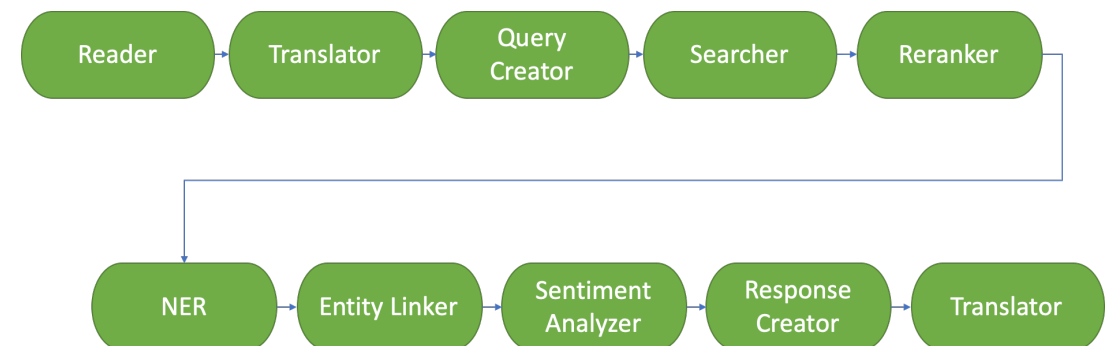 Reader
Translator
Query
Creator
Searcher
Reranker
NER
Entity Linker
Sentiment
Analyzer
Response
Creator
Translator